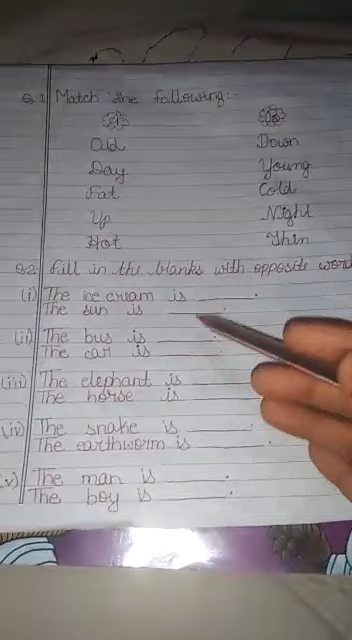 Q.1 Match the following:-
A B
Old Down
Day Young
Fat Cold
Up Night
Hot Thin
Q.2 Fill in the blanks with opposite word
(i) The ice cream is ______.
The sun is ______.
(ii) The bus is ______.
The car is ______.
(iii) The elephant is ______.
The horse is ______.
(iv) The snake is ______.
The earthworm is ______.
(v) The man is ______.
The boy is ______.